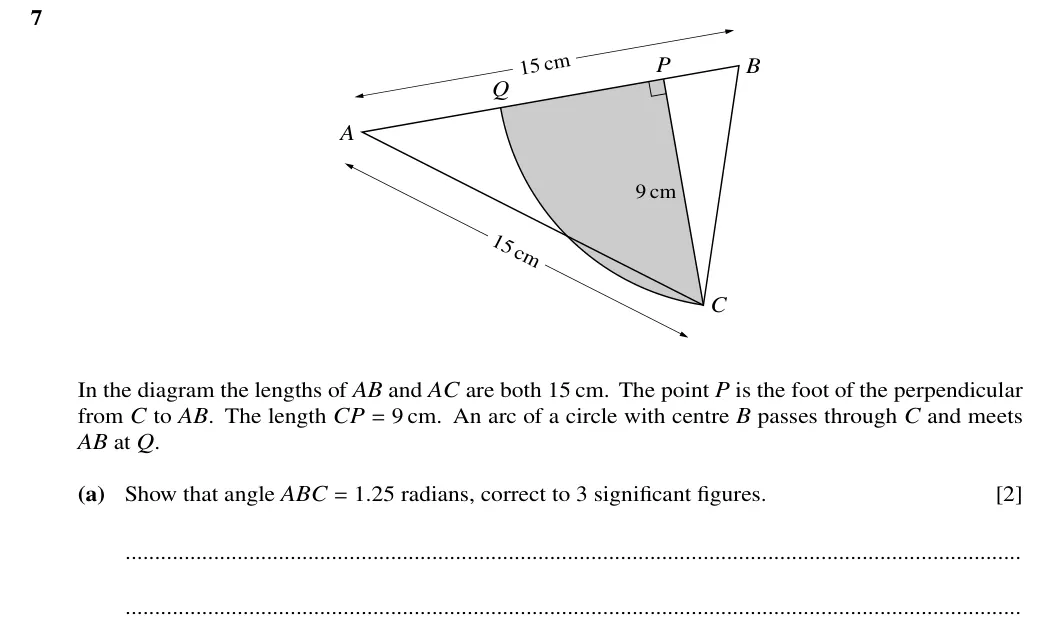 7
15 cm
P
B
Q
A
9 cm
15 cm
C
In the diagram the lengths of AB and AC are both 15 cm. The point P is the foot of the perpendicular
from C to AB. The length CP = 9 cm. An arc of a circle with centre B passes through C and meets
AB at Q.
(a) Show that angle ABC = 1.25 radians, correct to 3 significant figures. [2]